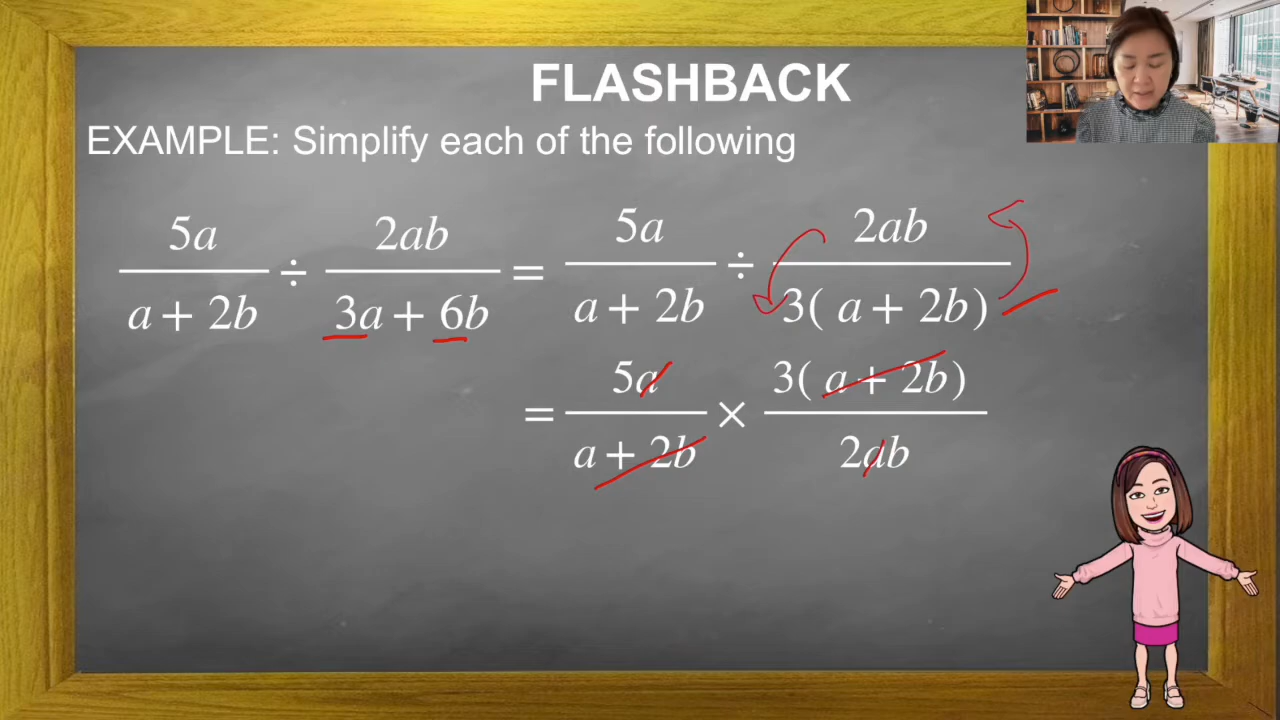 FLASHBACK
EXAMPLE: Simplify each of the following
5a / (a + 2b) ÷ 2ab / (3a + 6b) = 5a / (a + 2b) ÷ 2ab / (3( a + 2b))
= 5a / (a + 2b) × 3( a + 2b) / 2ab